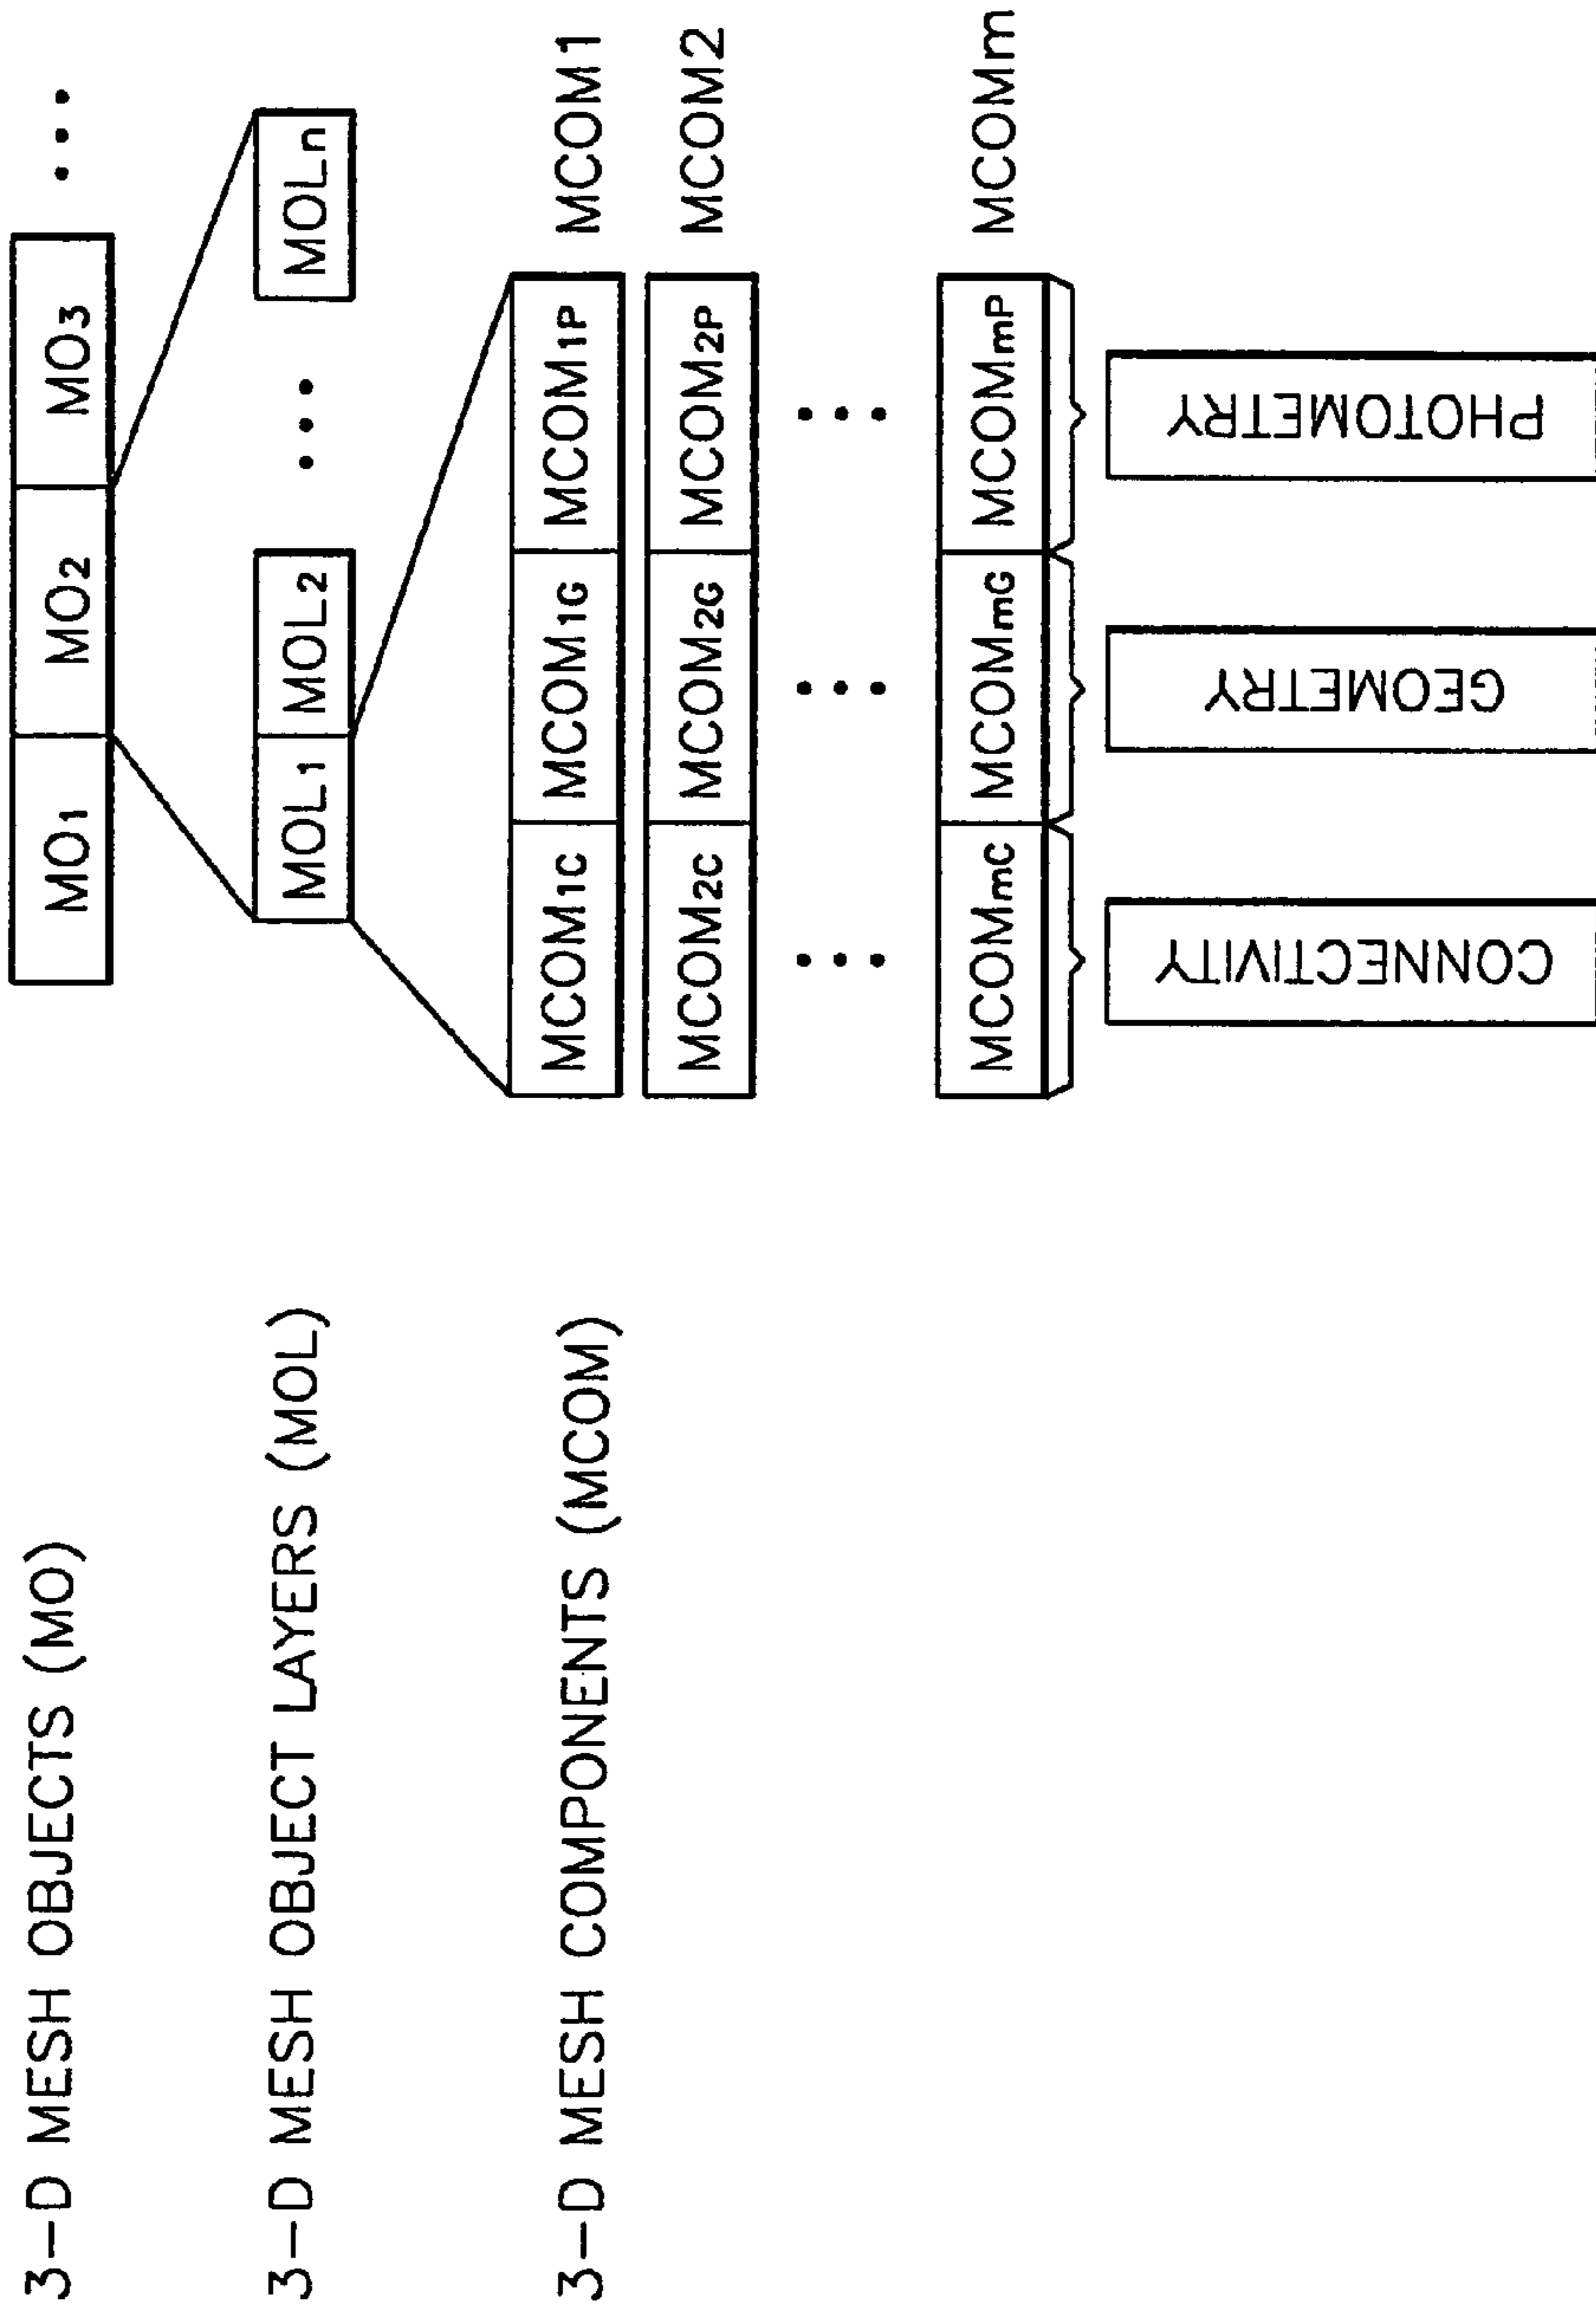 3-D MESH OBJECTS (MO)
MO1 MO2 MO3 ...
3-D MESH OBJECT LAYERS (MOL)
MOL1 MOL2 ... MOLn
3-D MESH COMPONENTS (MCOM)
MCOM1C MCOM1G MCOM1P MCOM1
MCOM2C MCOM2G MCOM2P MCOM2
... ... ...
MCOMmC MCOMmG MCOMmP MCOMm
CONNECTIVITY
GEOMETRY
PHOTOMETRY